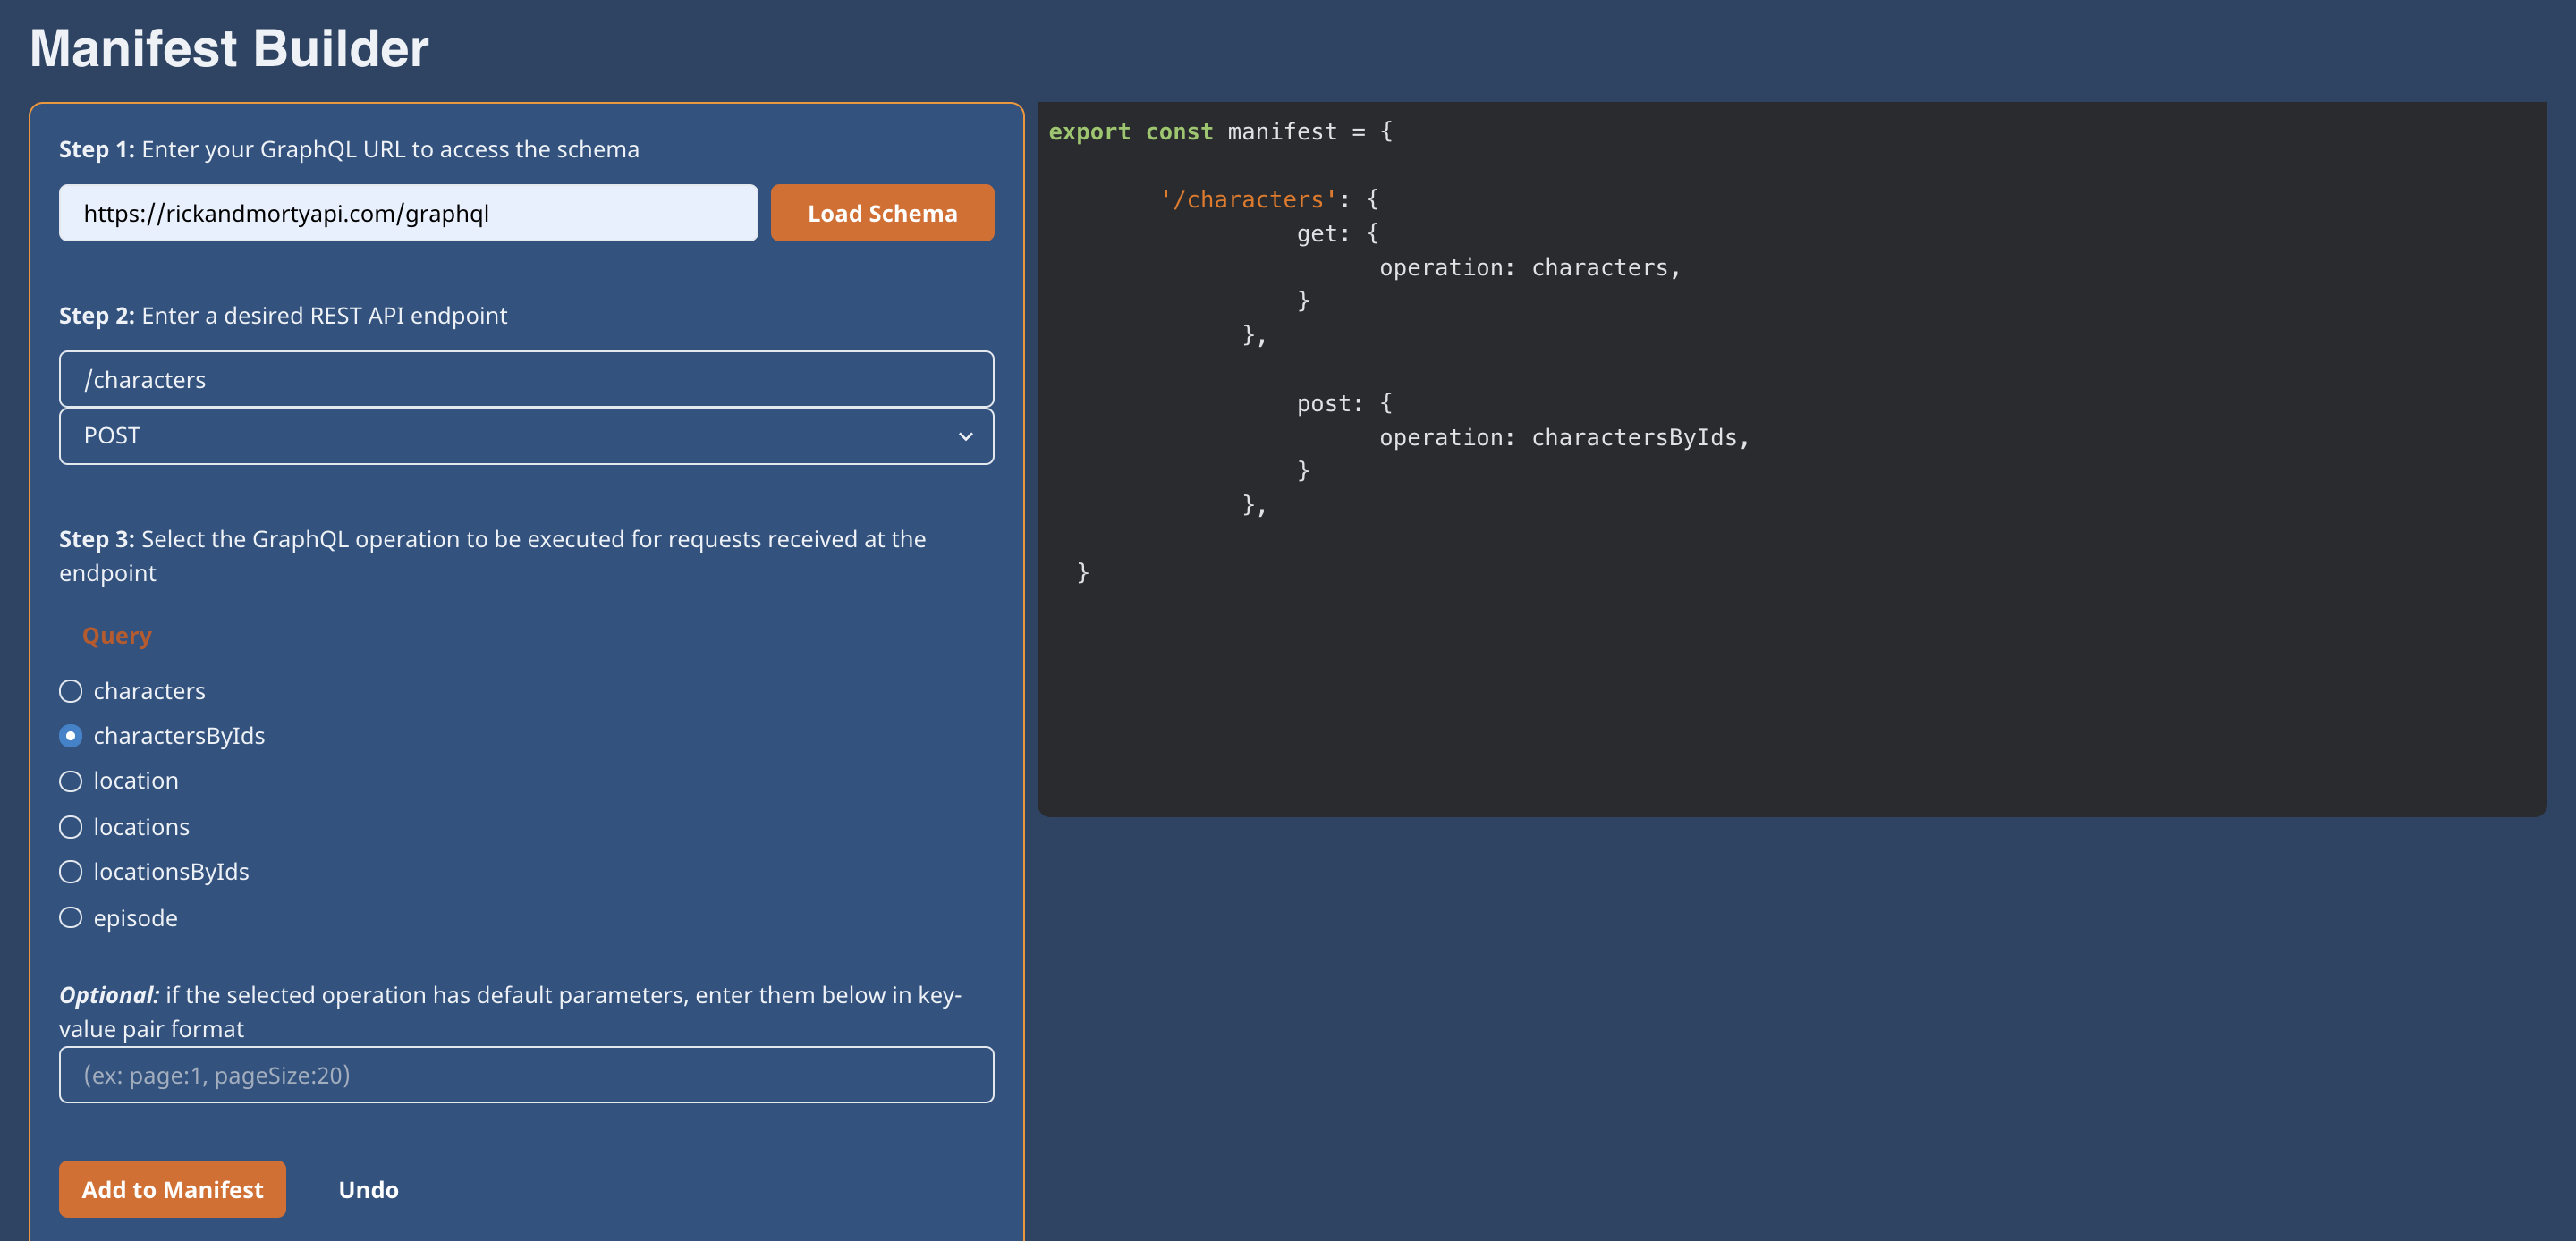 Manifest Builder
Step 1: Enter your GraphQL URL to access the schema
https://rickandmortyapi.com/graphql
Load Schema
Step 2: Enter a desired REST API endpoint
/characters
POST
Step 3: Select the GraphQL operation to be executed for requests received at the
endpoint
Query
characters
charactersByIds
location
locations
locationsByIds
episode
Optional: if the selected operation has default parameters, enter them below in key-
value pair format
(ex: page:1, pageSize:20)
Add to Manifest
Undo
export const manifest = {
'/characters': {
get: {
operation: characters,
}
},
post: {
operation: charactersByIds,
}
},
}